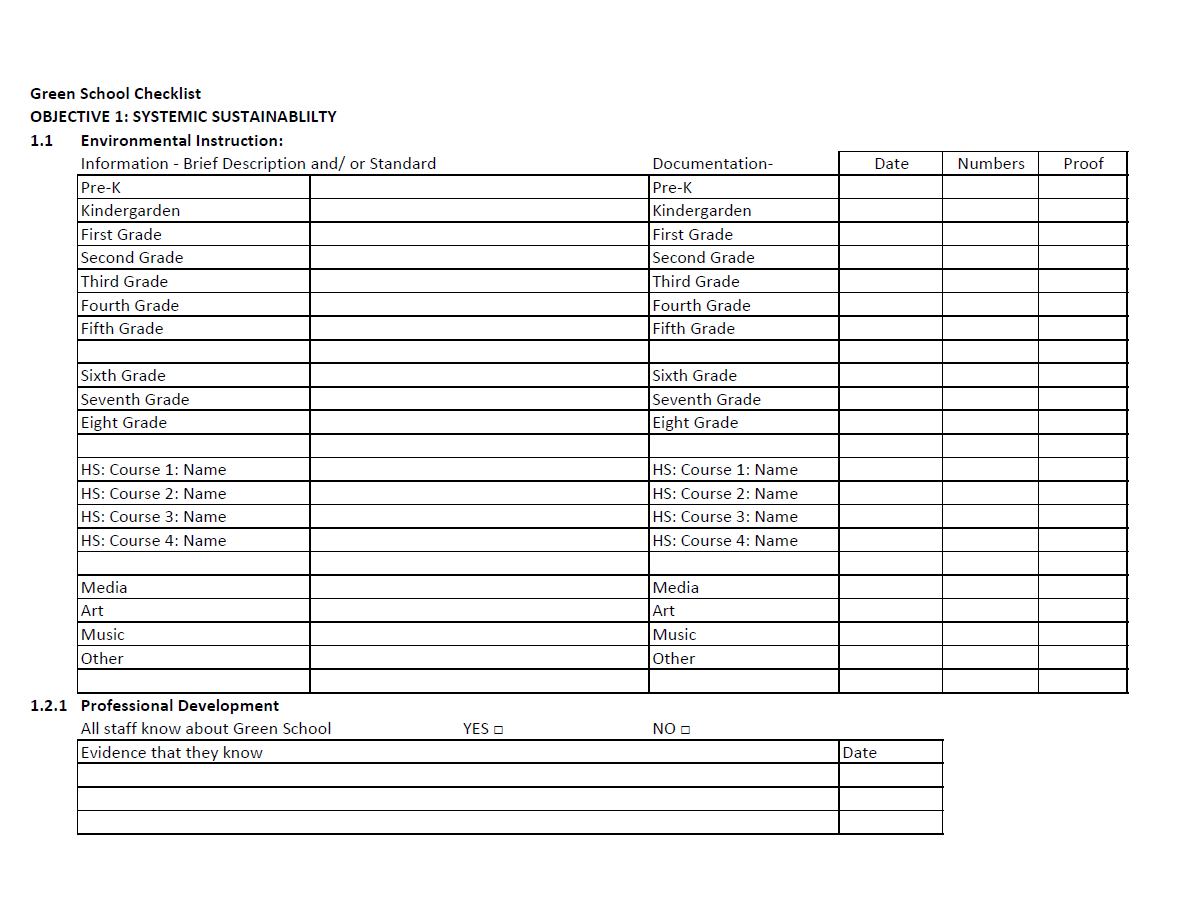 Green School Checklist
OBJECTIVE 1: SYSTEMIC SUSTAINABLILTY
1.1 Environmental Instruction:
Information - Brief Description and/ or Standard Documentation- Date Numbers Proof
Pre-K Pre-K
Kindergarden Kindergarden
First Grade First Grade
Second Grade Second Grade
Third Grade Third Grade
Fourth Grade Fourth Grade
Fifth Grade Fifth Grade
Sixth Grade Sixth Grade
Seventh Grade Seventh Grade
Eight Grade Eight Grade
HS: Course 1: Name HS: Course 1: Name
HS: Course 2: Name HS: Course 2: Name
HS: Course 3: Name HS: Course 3: Name
HS: Course 4: Name HS: Course 4: Name
Media Media
Art Art
Music Music
Other Other
1.2.1 Professional Development
All staff know about Green School YES □ NO □
Evidence that they know Date